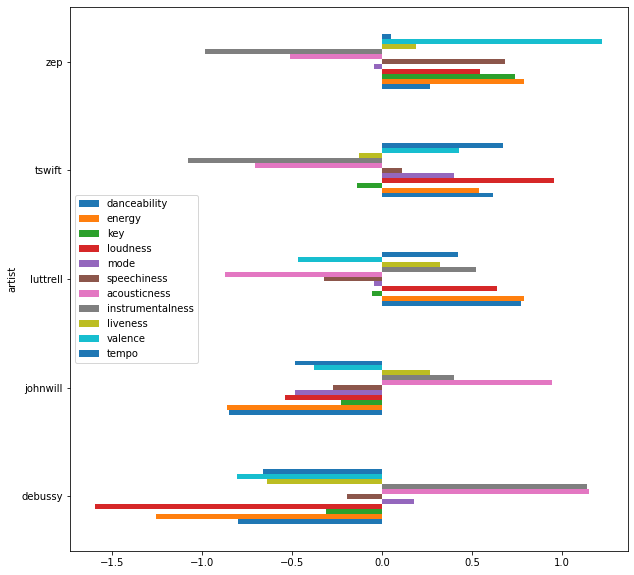 zep
tswift
luttrell
johnwill
debussy
artist
danceability
energy
key
loudness
mode
speechiness
acousticness
instrumentalness
liveness
valence
tempo
−1.5 −1.0 −0.5 0.0 0.5 1.0